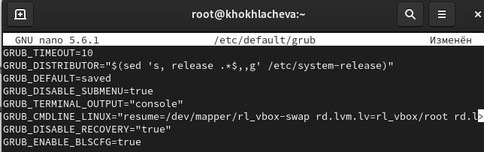 root@khokhlacheva:~
GNU nano 5.6.1 /etc/default/grub Изменён
GRUB_TIMEOUT=10
GRUB_DISTRIBUTOR="$(sed 's, release .*$,,g' /etc/system-release)"
GRUB_DEFAULT=saved
GRUB_DISABLE_SUBMENU=true
GRUB_TERMINAL_OUTPUT="console"
GRUB_CMDLINE_LINUX="resume=/dev/mapper/rl_vbox-swap rd.lvm.lv=rl_vbox/root rd.l>
GRUB_DISABLE_RECOVERY="true"
GRUB_ENABLE_BLSCFG=true